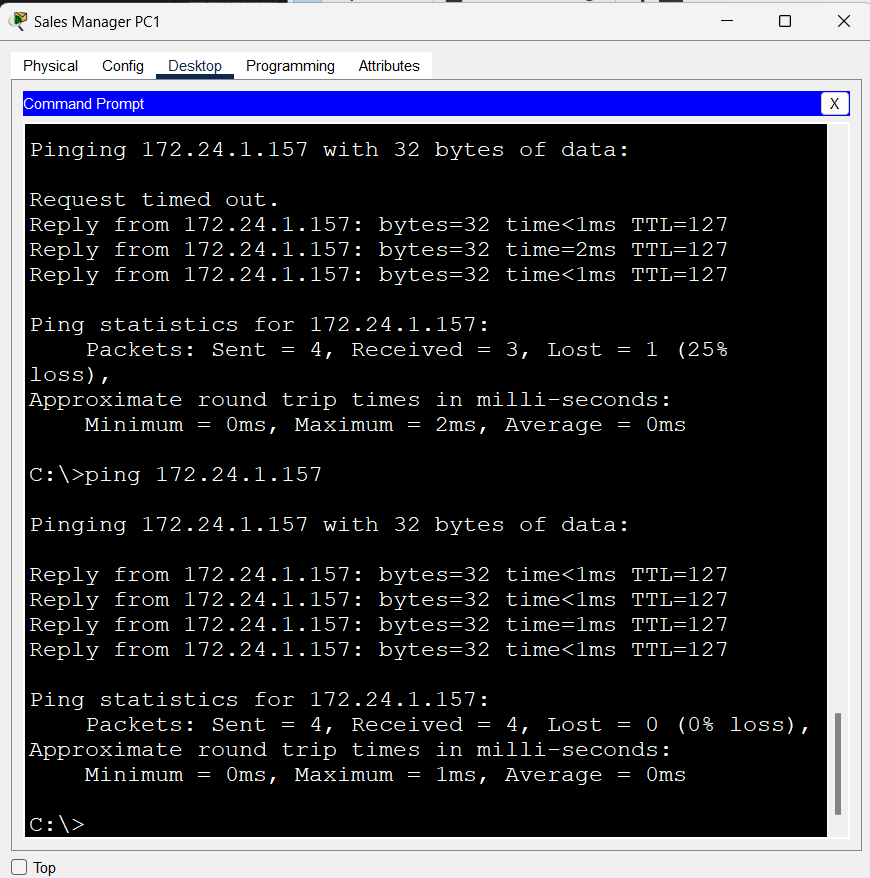 Sales Manager PC1
Physical Config Desktop Programming Attributes
Command Prompt X
Pinging 172.24.1.157 with 32 bytes of data:
Request timed out.
Reply from 172.24.1.157: bytes=32 time<1ms TTL=127
Reply from 172.24.1.157: bytes=32 time=2ms TTL=127
Reply from 172.24.1.157: bytes=32 time<1ms TTL=127
Ping statistics for 172.24.1.157:
    Packets: Sent = 4, Received = 3, Lost = 1 (25%
loss),
Approximate round trip times in milli-seconds:
    Minimum = 0ms, Maximum = 2ms, Average = 0ms
C:\>ping 172.24.1.157
Pinging 172.24.1.157 with 32 bytes of data:
Reply from 172.24.1.157: bytes=32 time<1ms TTL=127
Reply from 172.24.1.157: bytes=32 time<1ms TTL=127
Reply from 172.24.1.157: bytes=32 time=1ms TTL=127
Reply from 172.24.1.157: bytes=32 time<1ms TTL=127
Ping statistics for 172.24.1.157:
    Packets: Sent = 4, Received = 4, Lost = 0 (0% loss),
Approximate round trip times in milli-seconds:
    Minimum = 0ms, Maximum = 1ms, Average = 0ms
C:\>
Top